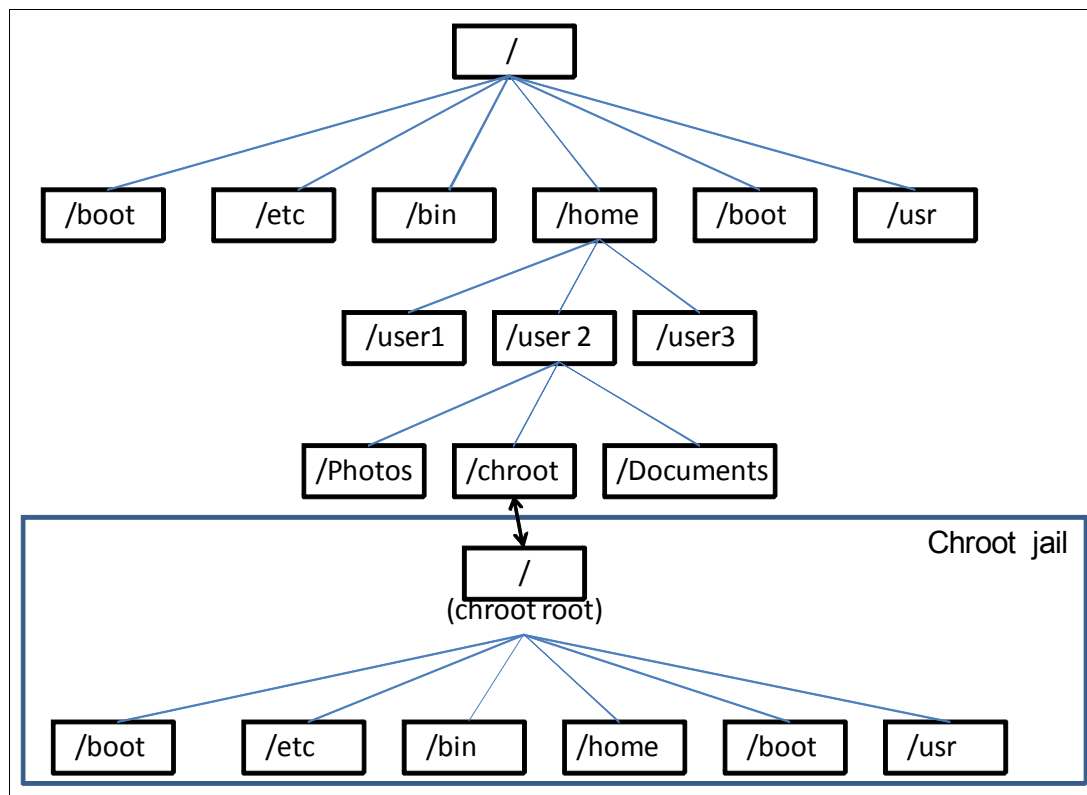 /
/boot
/etc
/bin
/home
/boot
/usr
/user1
/user 2
/user3
/Photos
/chroot
/Documents
Chroot jail
/
(chroot root)
/boot
/etc
/bin
/home
/boot
/usr